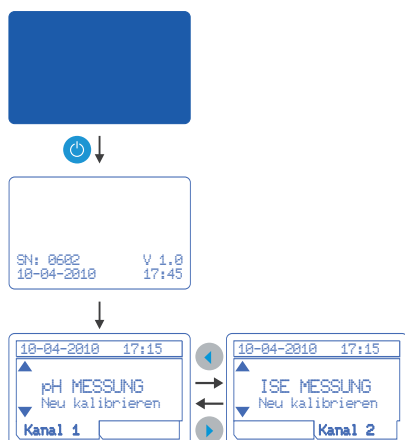 SN: 0602 V 1.0
10-04-2010 17:45
10-04-2010 17:15
pH MESSUNG
Neu kalibrieren
Kanal 1
10-04-2010 17:15
ISE MESSUNG
Neu kalibrieren
Kanal 2